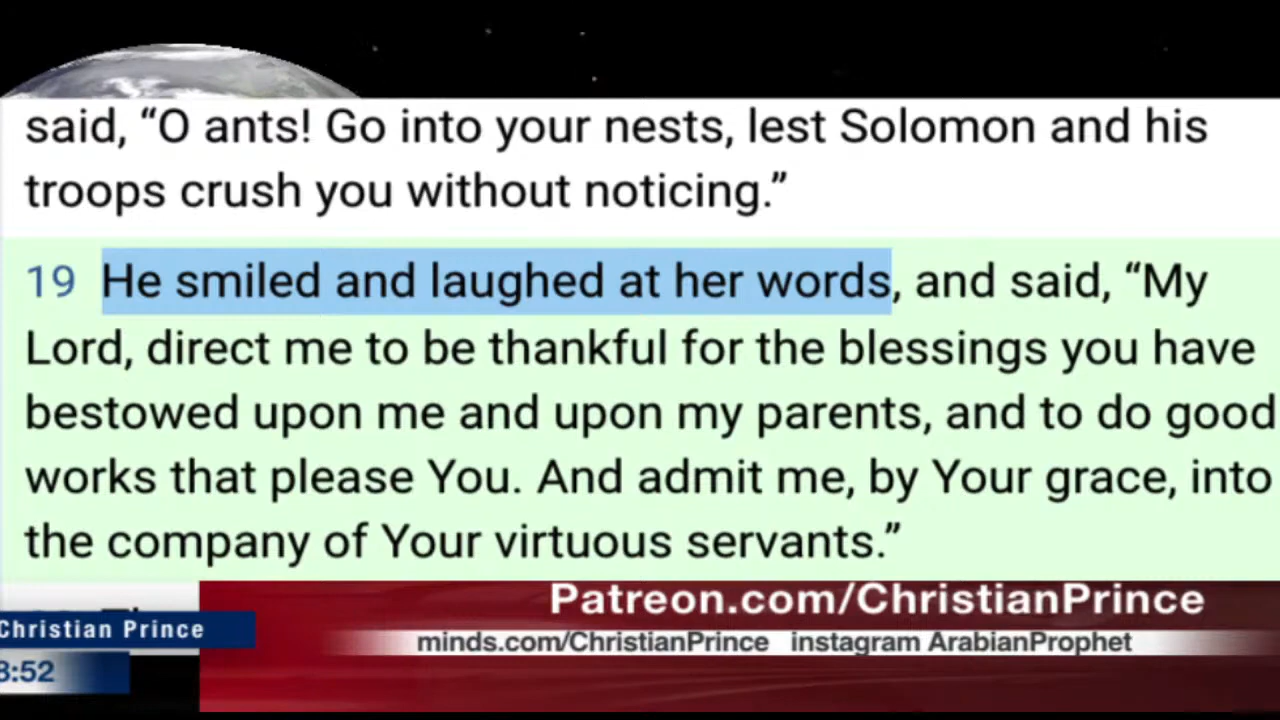 said, “O ants! Go into your nests, lest Solomon and his
troops crush you without noticing.”
19 He smiled and laughed at her words, and said, “My
Lord, direct me to be thankful for the blessings you have
bestowed upon me and upon my parents, and to do good
works that please You. And admit me, by Your grace, into
the company of Your virtuous servants.”
Patreon.com/ChristianPrince
Christian Prince
minds.com/ChristianPrince instagram ArabianProphet
8:52